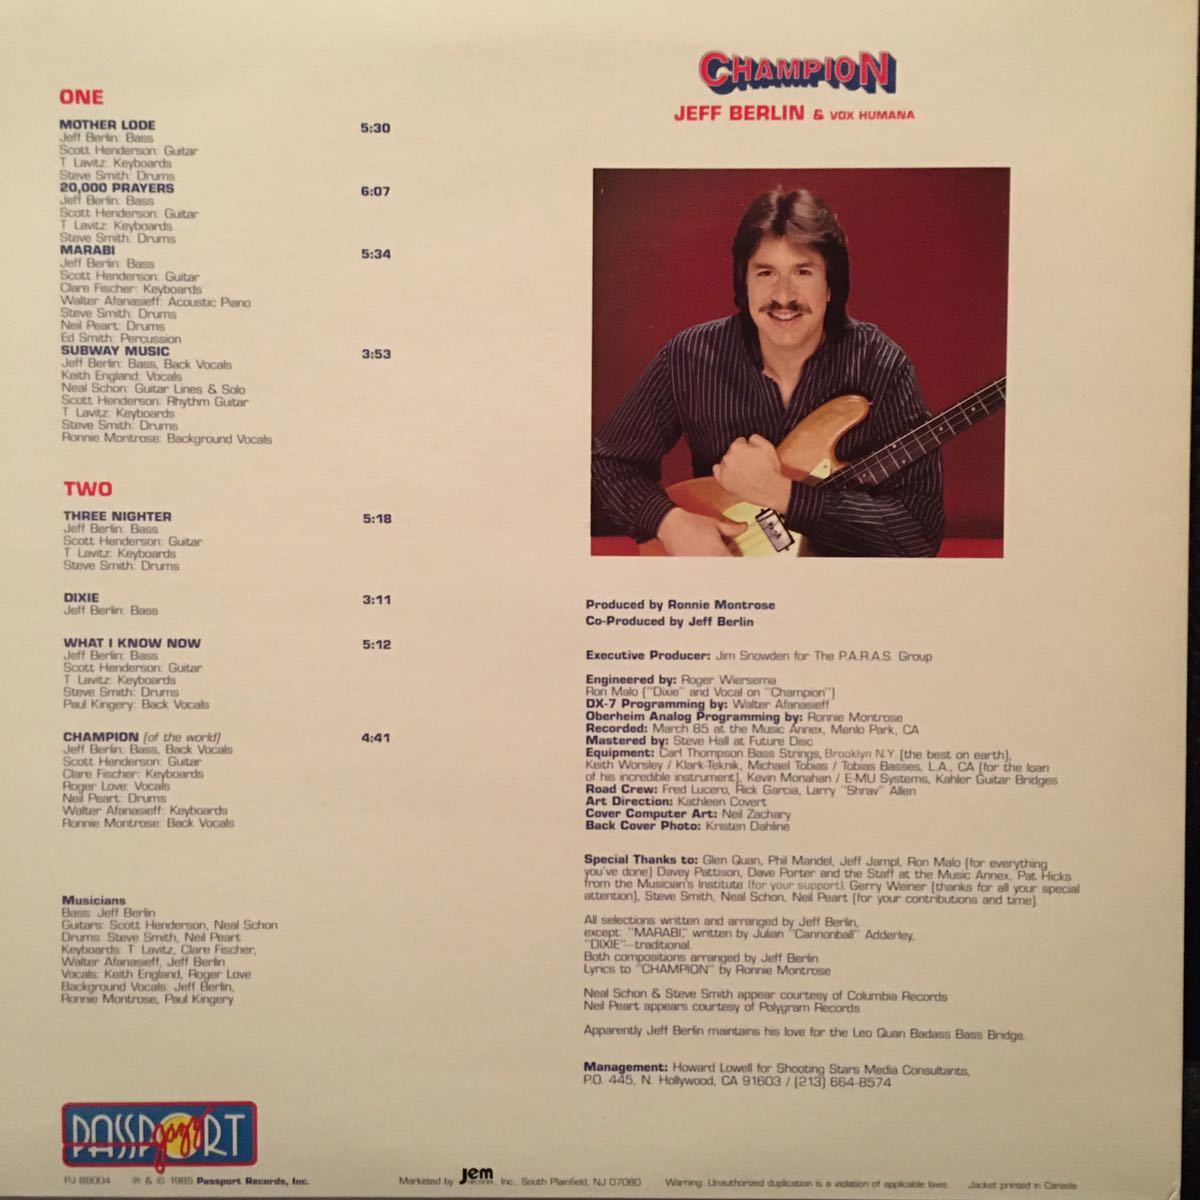 ONE
MOTHER LODE 5:30
Jeff Berlin: Bass
Scott Henderson: Guitar
T Lavitz: Keyboards
Steve Smith: Drums
20,000 PRAYERS 6:07
Jeff Berlin: Bass
Scott Henderson: Guitar
T Lavitz: Keyboards
Steve Smith: Drums
MARABI 5:34
Jeff Berlin: Bass
Scott Henderson: Guitar
Clare Fischer: Keyboards
Walter Afanasieff: Acoustic Piano
Steve Smith: Drums
Neil Peart: Drums
Ed Smith: Percussion
SUBWAY MUSIC 3:53
Jeff Berlin: Bass, Back Vocals
Keith England: Vocals
Neal Schon: Guitar Lines & Solo
Scott Henderson: Rhythm Guitar
T Lavitz: Keyboards
Steve Smith: Drums
Ronnie Montrose: Background Vocals
TWO
THREE NIGHTER 5:18
Jeff Berlin: Bass
Scott Henderson: Guitar
T Lavitz: Keyboards
Steve Smith: Drums
DIXIE 3:11
Jeff Berlin: Bass
WHAT I KNOW NOW 5:12
Jeff Berlin: Bass
Scott Henderson: Guitar
T Lavitz: Keyboards
Steve Smith: Drums
Paul Kingery: Back Vocals
CHAMPION (of the world) 4:41
Jeff Berlin: Bass, Back Vocals
Scott Henderson: Guitar
Clare Fischer: Keyboards
Roger Love: Vocals
Neil Peart: Drums
Walter Afanasieff: Keyboards
Ronnie Montrose: Back Vocals
Musicians
Bass: Jeff Berlin
Guitars: Scott Henderson, Neal Schon
Drums: Steve Smith, Neil Peart
Keyboards: T Lavitz, Clare Fischer,
Walter Afanasieff, Jeff Berlin
Vocals: Keith England, Roger Love
Background Vocals: Jeff Berlin,
Ronnie Montrose, Paul Kingery
CHAMPION
JEFF BERLIN & VOX HUMANA
Produced by Ronnie Montrose
Co-Produced by Jeff Berlin
Executive Producer: Jim Snowden for The P.A.R.A.S. Group
Engineered by: Roger Wiersema
Ron Malo ("Dixie" and Vocal on "Champion")
DX-7 Programming by: Walter Afanasieff
Oberheim Analog Programming by: Ronnie Montrose
Recorded: March 85 at the Music Annex, Menlo Park, CA
Mastered by: Steve Hall at Future Disc
Equipment: Carl Thompson Bass Strings, Brooklyn N.Y. (the best on earth),
Keith Worsley / Klark-Teknik, Michael Tobias / Tobias Basses, L.A., CA (for the loan
of his incredible instrument), Kevin Monahan / E-MU Systems, Kahler Guitar Bridges
Road Crew: Fred Lucero, Rick Garcia, Larry "Shrav" Allen
Art Direction: Kathleen Covert
Cover Computer Art: Neil Zachary
Back Cover Photo: Kristen Dahline
Special Thanks to: Glen Quan, Phil Mandel, Jeff Jampl, Ron Malo (for everything
you've done) Davey Pattison, Dave Porter and the Staff at the Music Annex, Pat Hicks
from the Musician's Institute (for your support), Gerry Weiner (thanks for all your special
attention), Steve Smith, Neal Schon, Neil Peart (for your contributions and time).
All selections written and arranged by Jeff Berlin,
except: "MARABI," written by Julian "Cannonball" Adderley,
"DIXIE"—traditional.
Both compositions arranged by Jeff Berlin
Lyrics to "CHAMPION" by Ronnie Montrose
Neal Schon & Steve Smith appear courtesy of Columbia Records
Neil Peart appears courtesy of Polygram Records
Apparently Jeff Berlin maintains his love for the Leo Quan Badass Bass Bridge.
Management: Howard Lowell for Shooting Stars Media Consultants,
P.O. 445, N. Hollywood, CA 91603 / (213) 664-8574
PASSPORT
jazz
PJ 88004 ℗ & © 1985 Passport Records, Inc. Marketed by Jem RECORDS, Inc., South Plainfield, NJ 07080 Warning: Unauthorized duplication is a violation of applicable laws. Jacket printed in Canada